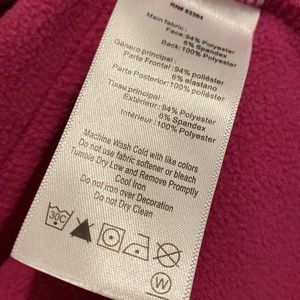 Main fabric:
Face: 94% Polyester
6% Spandex
Back: 100% Polyester
Género principal:
Parte Frontal: 94% poliéster
6% elastano
Parte Posterior: 100% poliéster
Tissu principal:
Extérieur: 94% Polyester
6% Spandex
Intérieur: 100% Polyester
Machine Wash Cold with like colors
Do not use fabric softener or bleach
Tumble Dry Low and Remove Promptly
Cool Iron
Do not iron over Decoration
Do not Dry Clean
30C
W